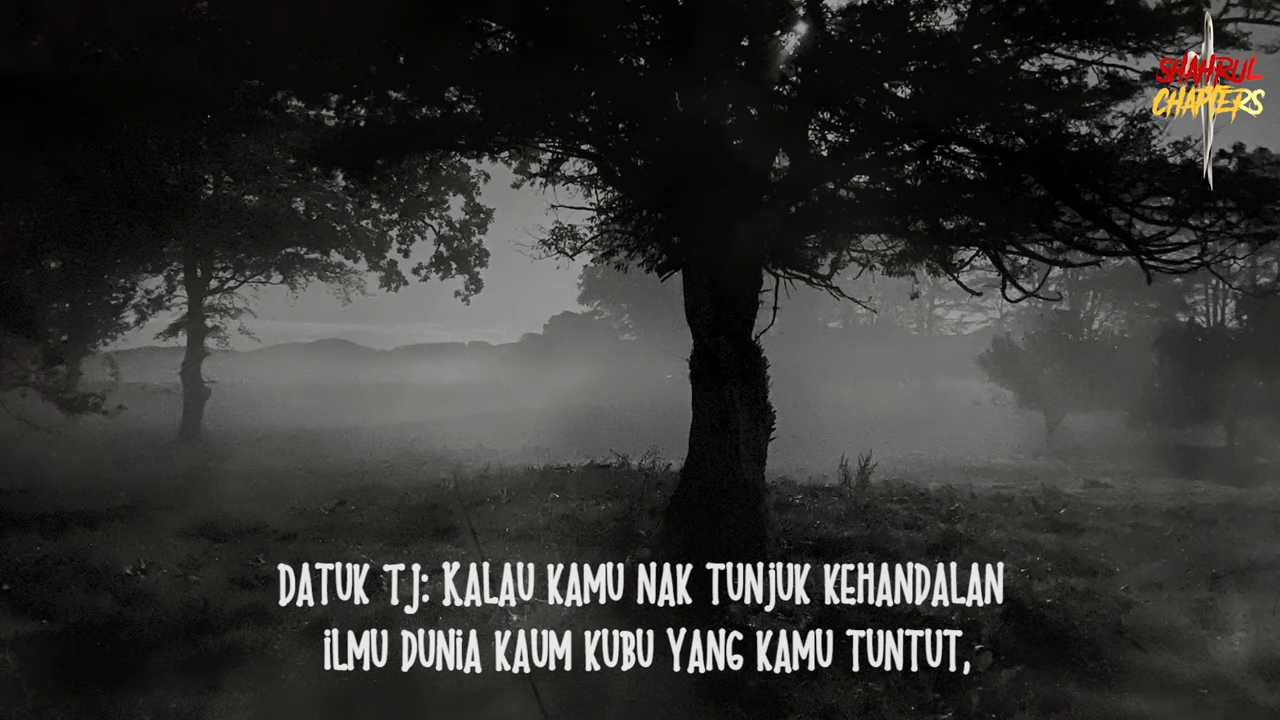 SHAHRUL
CHAPTERS
DATUK TJ: KALAU KAMU NAK TUNJUK KEHANDALAN
ILMU DUNIA KAUM KUBU YANG KAMU TUNTUT,